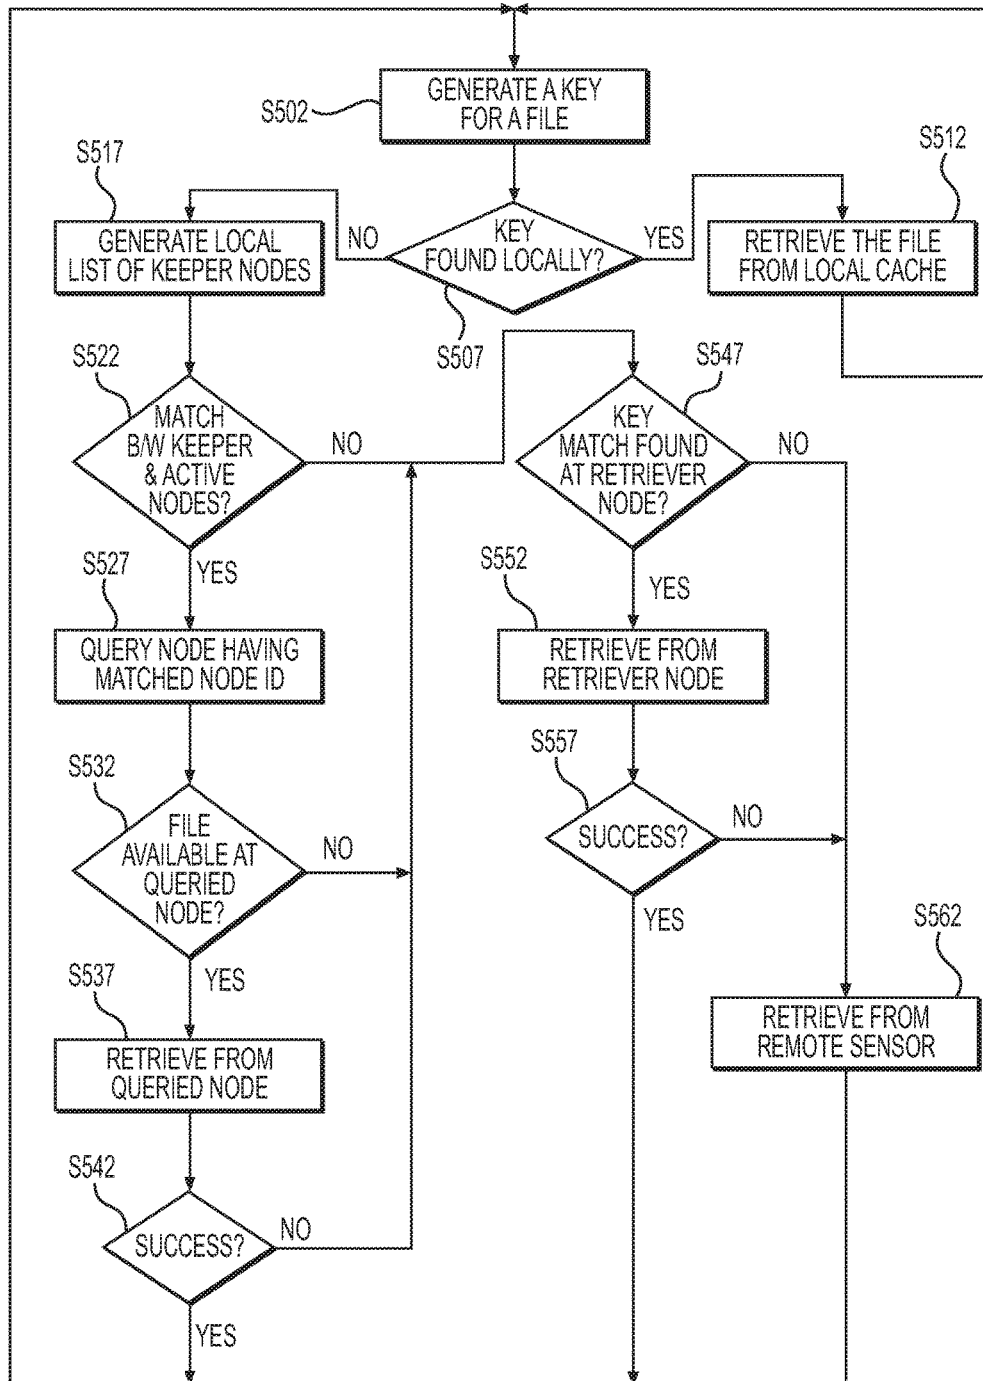 S502
GENERATE A KEY
FOR A FILE
S517
S512
GENERATE LOCAL
LIST OF KEEPER NODES
NO
KEY
FOUND LOCALLY?
YES
RETRIEVE THE FILE
FROM LOCAL CACHE
S507
S522
MATCH
B/W KEEPER
& ACTIVE
NODES?
NO
S547
KEY
MATCH FOUND
AT RETRIEVER
NODE?
NO
YES
YES
S527
QUERY NODE HAVING
MATCHED NODE ID
S552
RETRIEVE FROM
RETRIEVER NODE
S532
FILE
AVAILABLE AT
QUERIED
NODE?
NO
S557
SUCCESS?
NO
YES
YES
S537
RETRIEVE FROM
QUERIED NODE
S562
RETRIEVE FROM
REMOTE SENSOR
S542
SUCCESS?
NO
YES